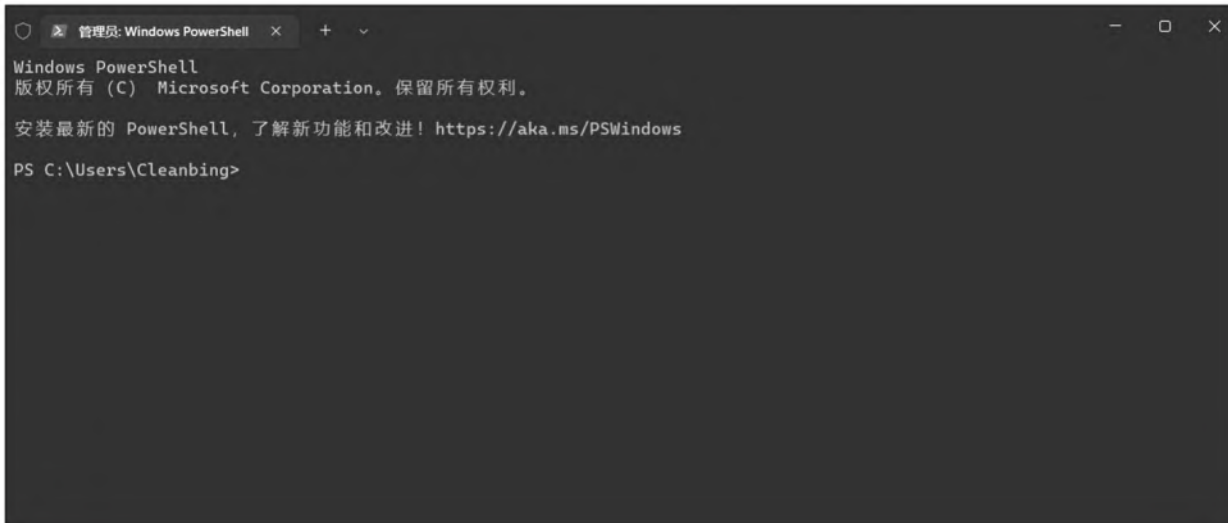 管理员: Windows PowerShell
Windows PowerShell
版权所有 (C)  Microsoft Corporation。保留所有权利。
安装最新的 PowerShell，了解新功能和改进！https://aka.ms/PSWindows
PS C:\Users\Cleanbing>